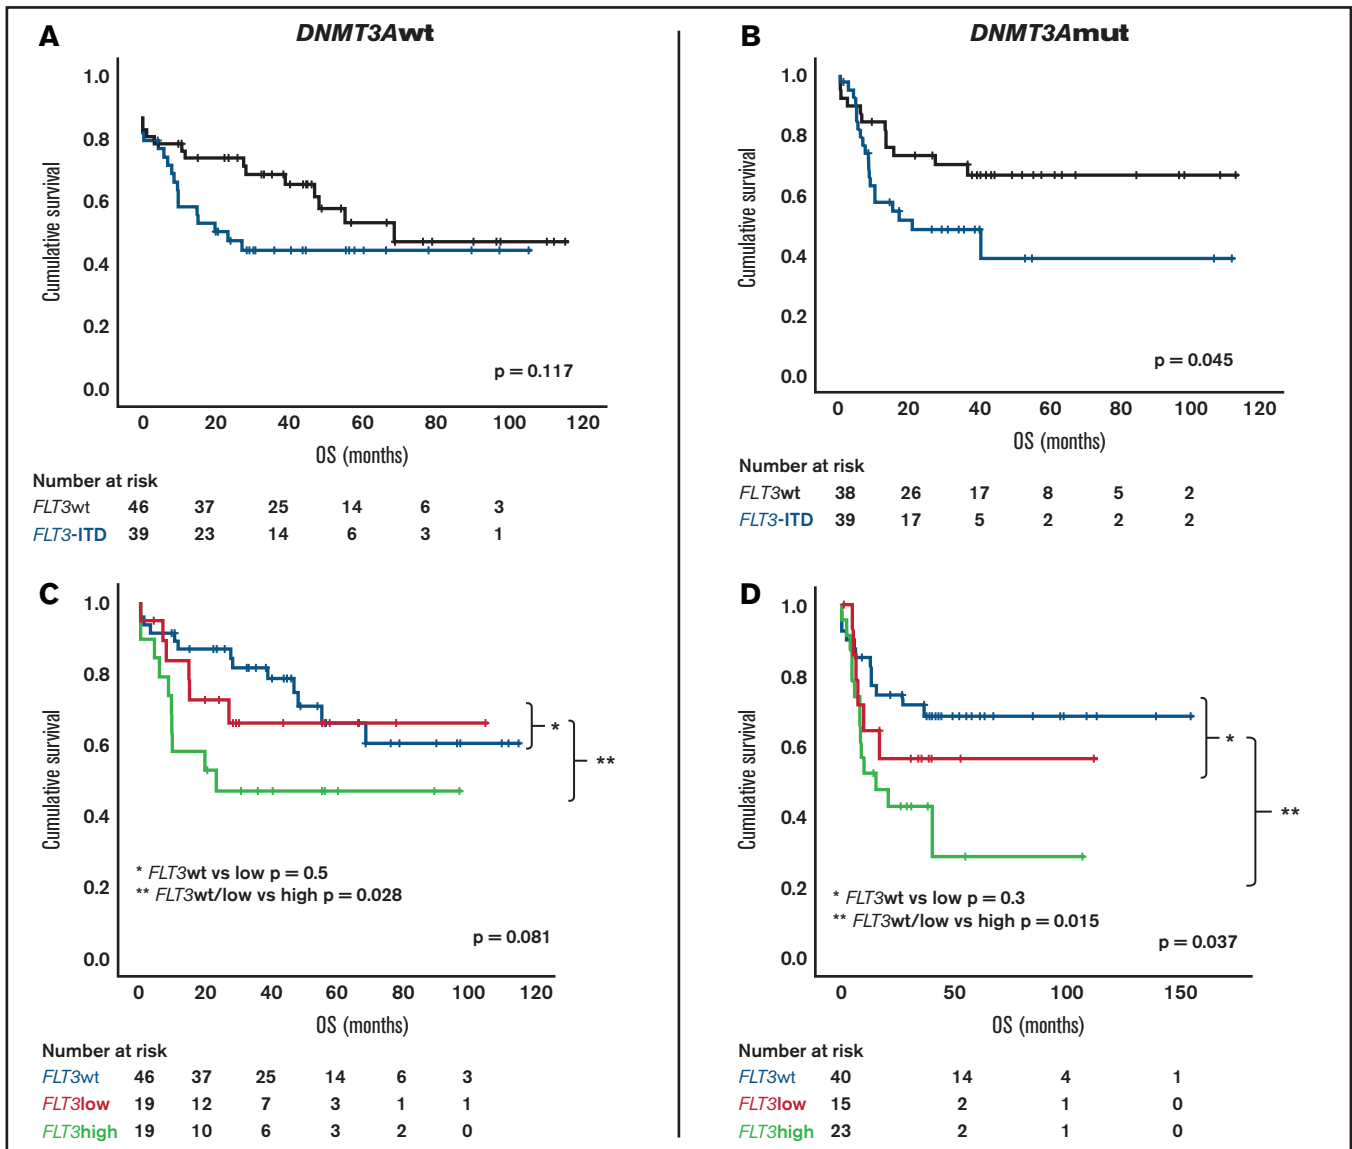 A
DNMT3Awt
1.0
0.8
0.6
0.4
0.2
0.0
Cumulative survival
p = 0.117
0 20 40 60 80 100 120
OS (months)
Number at risk
FLT3wt 46 37 25 14 6 3
FLT3-ITD 39 23 14 6 3 1
B
DNMT3Amut
1.0
0.8
0.6
0.4
0.2
0.0
Cumulative survival
p = 0.045
0 20 40 60 80 100 120
OS (months)
Number at risk
FLT3wt 38 26 17 8 5 2
FLT3-ITD 39 17 5 2 2 2
C
1.0
0.8
0.6
0.4
0.2
0.0
Cumulative survival
*
**
* FLT3wt vs low p = 0.5
** FLT3wt/low vs high p = 0.028
p = 0.081
0 20 40 60 80 100 120
OS (months)
Number at risk
FLT3wt 46 37 25 14 6 3
FLT3low 19 12 7 3 1 1
FLT3high 19 10 6 3 2 0
D
1.0
0.8
0.6
0.4
0.2
0.0
Cumulative survival
*
**
* FLT3wt vs low p = 0.3
** FLT3wt/low vs high p = 0.015
p = 0.037
0 50 100 150
OS (months)
Number at risk
FLT3wt 40 14 4 1
FLT3low 15 2 1 0
FLT3high 23 2 1 0